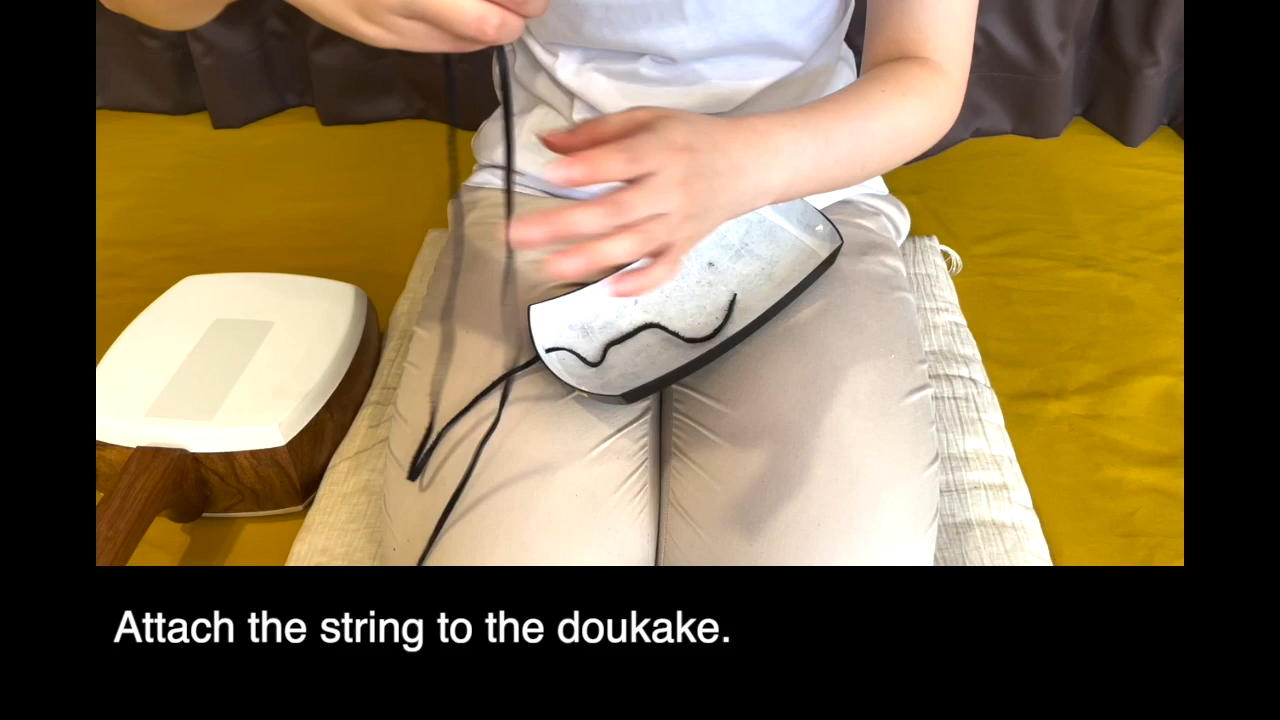 Attach the string to the doukake.